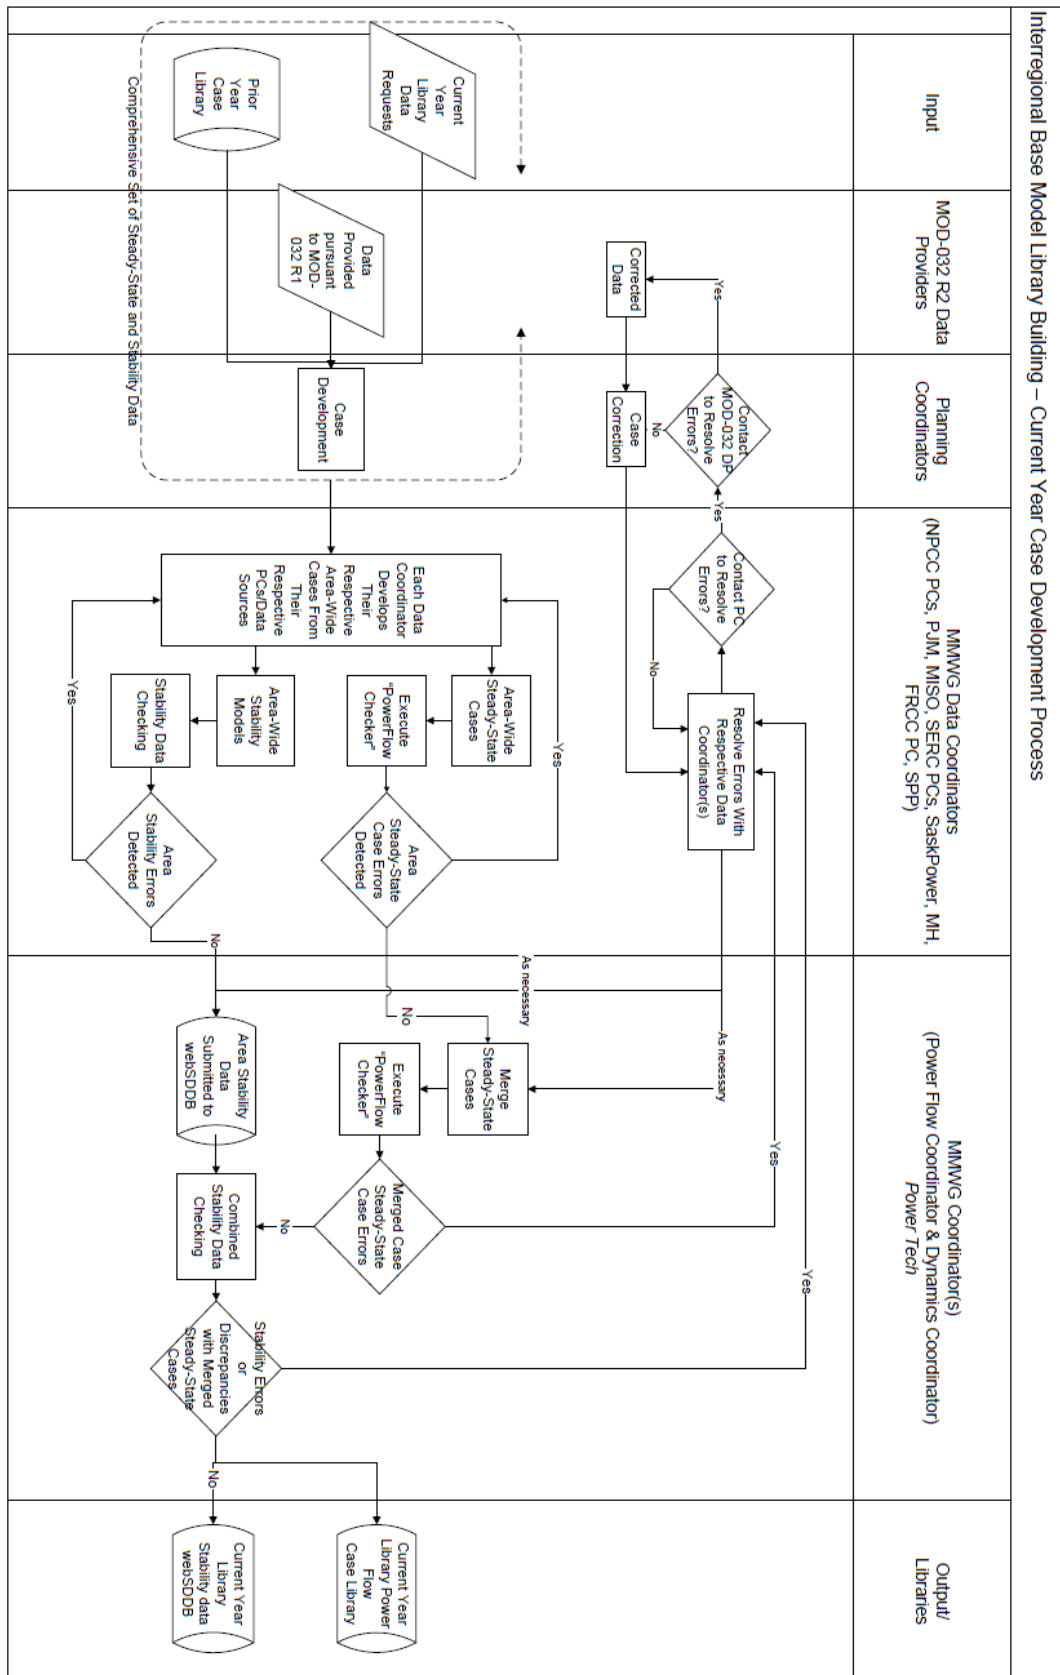 Interregional Base Model Library Building – Current Year Case Development Process
Input
MOD-032 R2 Data
Providers
Planning
Coordinators
MMWG Data Coordinators
(NPCC PCs, PJM, MISO, SERC PCs, SaskPower, MH,
FRCC PC, SPP)
MMWG Coordinator(s)
(Power Flow Coordinator & Dynamics Coordinator)
Power Tech
Output/
Libraries
Current
Year
Library
Data
Requests
Prior
Year
Case
Library
Comprehensive Set of Steady-State and Stability Data
Data
Provided
pursuant
to MOD-
032 R1
Corrected
Data
Yes
Contact
MOD-032 DP
to Resolve
Errors?
No
Case
Correction
Case
Development
Yes
Contact PC
to Resolve
Errors?
No
Resolve Errors With
Respective Data
Coordinator(s)
Each Data
Coordinator
Develops
Their
Respective
Area-Wide
Cases From
Their
Respective
PCs/Data
Sources
Area-Wide
Steady-State
Cases
Execute
"PowerFlow
Checker"
Area
Steady-State
Case Errors
Detected
Yes
Area-Wide
Stability
Models
Stability Data
Checking
Area
Stability Errors
Detected
Yes
No
No
As necessary
As necessary
Merge
Steady-State
Cases
Execute
"PowerFlow
Checker"
Merged Case
Steady-State
Case Errors
Yes
No
Area Stability
Data
Submitted to
webSDDB
Combined
Stability Data
Checking
Stability Errors
or
Discrepancies
with Merged
Steady-State
Cases
Yes
No
Current Year
Library Power
Flow
Case Library
Current Year
Library
Stability data
webSDDB